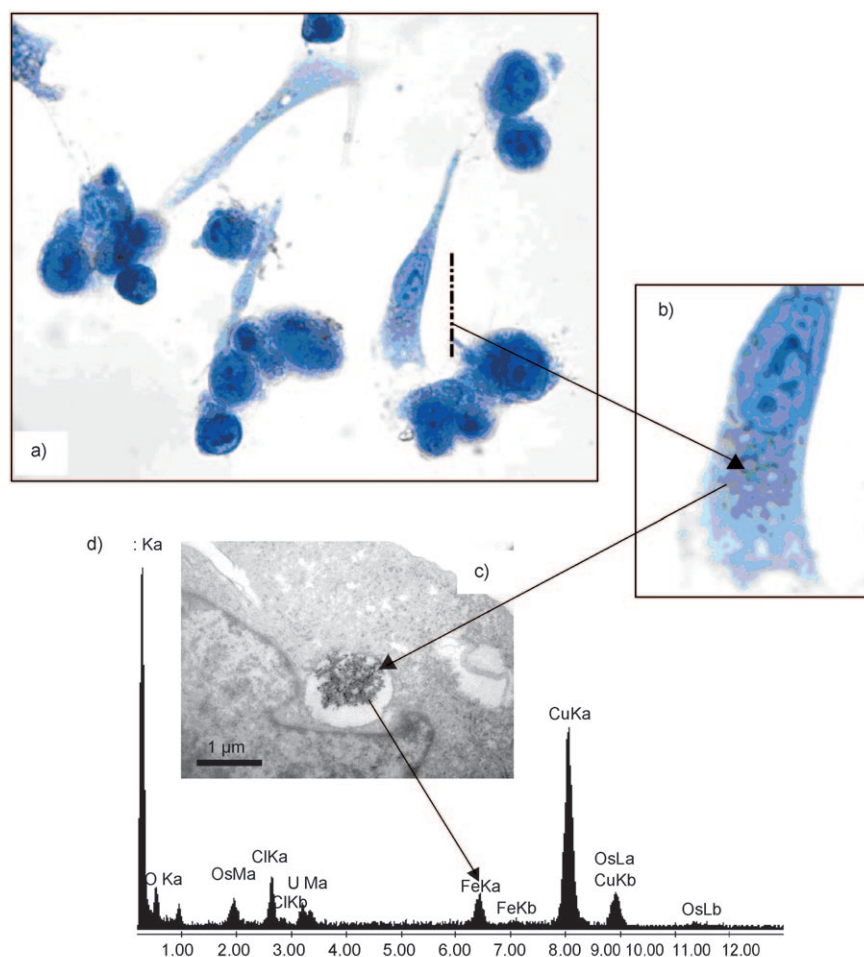 a)
b)
d)
: Ka
c)
1 µm
CuKa
O Ka
OsMa
ClKa
ClKb
U Ma
FeKa
FeKb
OsLa
CuKb
OsLb
1.00 2.00 3.00 4.00 5.00 6.00 7.00 8.00 9.00 10.00 11.00 12.00